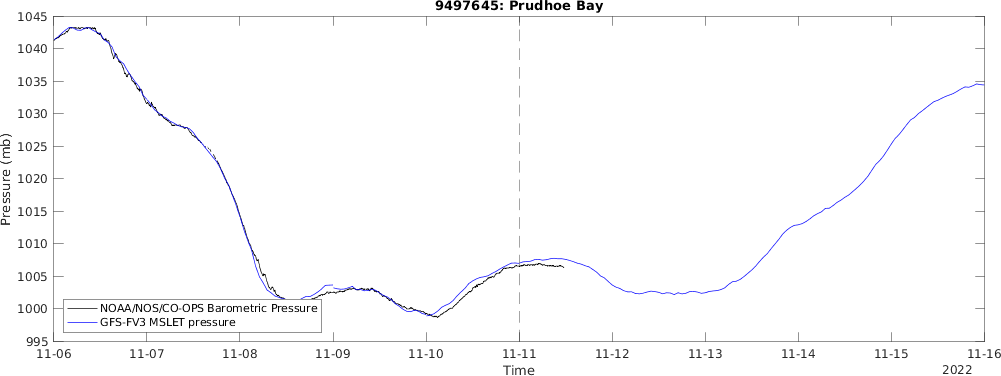 9497645: Prudhoe Bay
1045
1040
1035
1030
1025
1020
1015
1010
1005
1000
995
Pressure (mb)
NOAA/NOS/CO-OPS Barometric Pressure
GFS-FV3 MSLET pressure
11-06 11-07 11-08 11-09 11-10 11-11 11-12 11-13 11-14 11-15 11-16
Time
2022